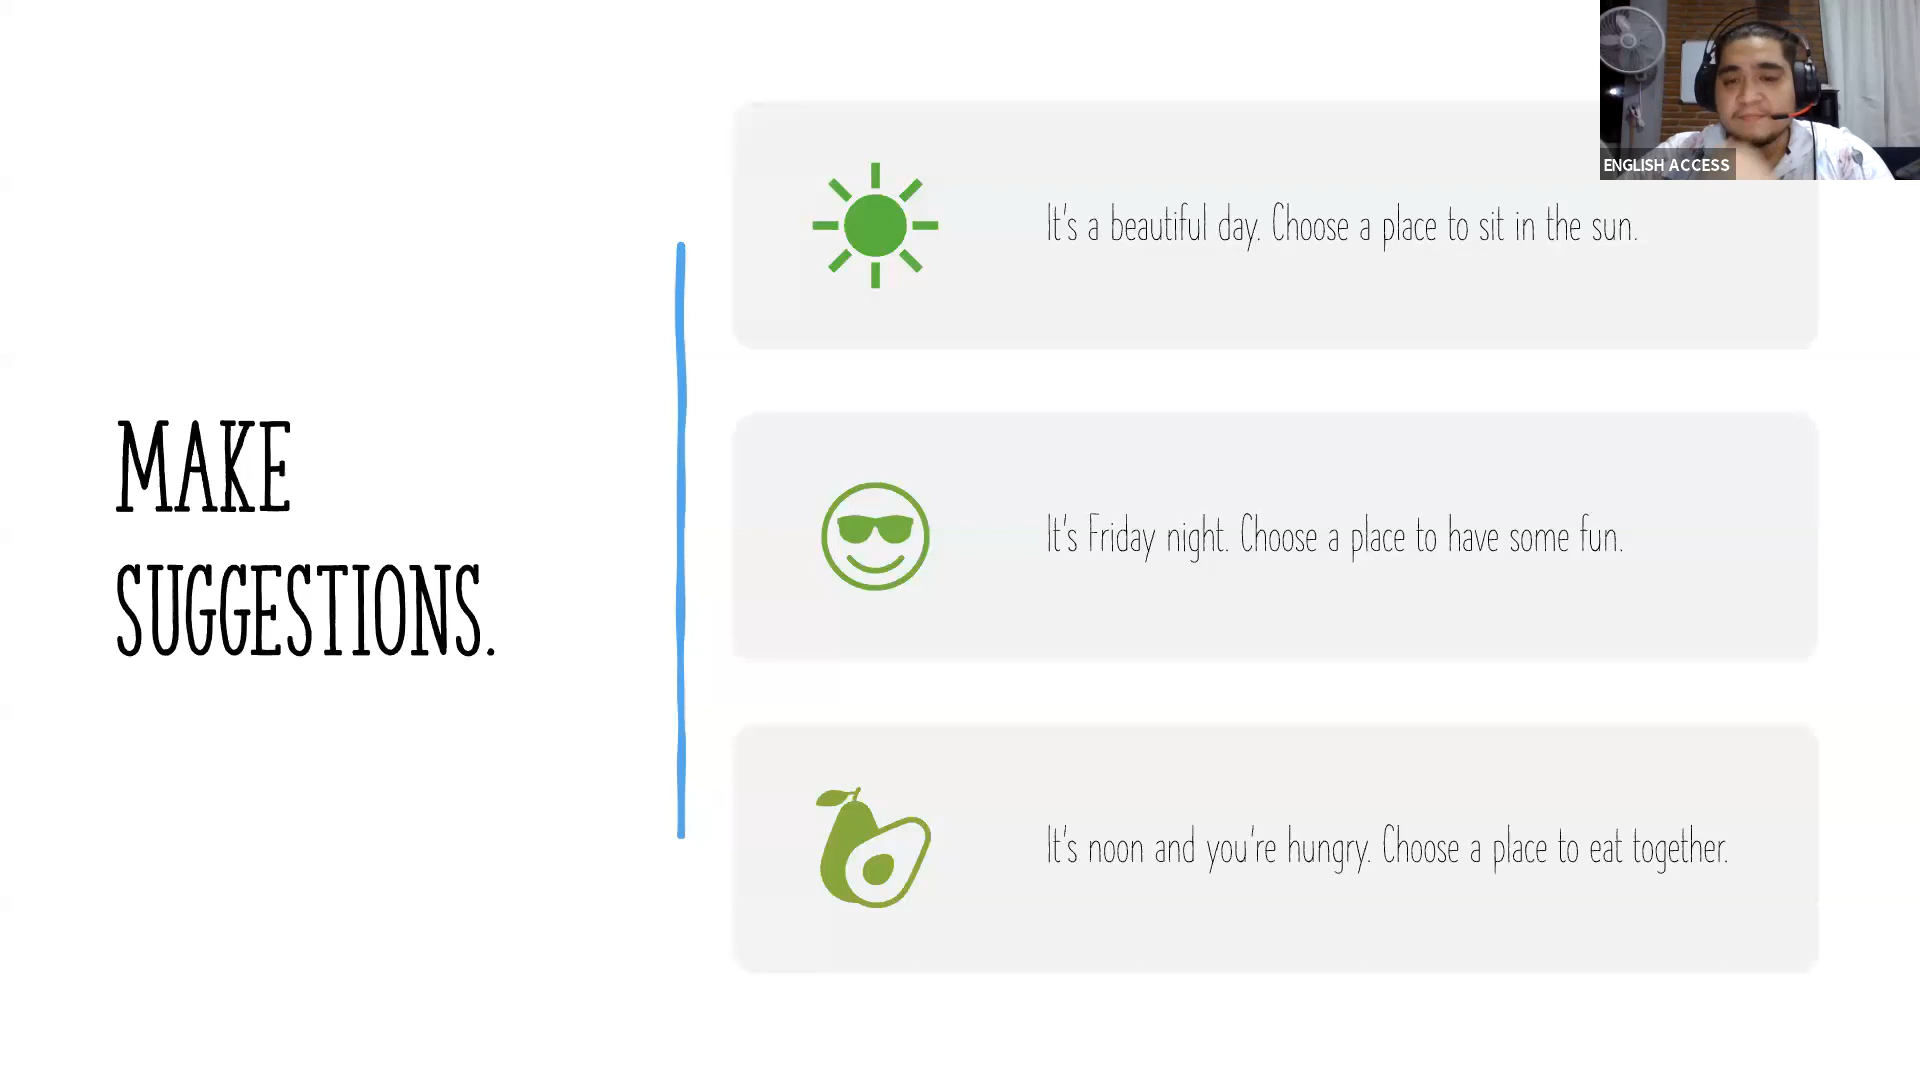 MAKE
SUGGESTIONS.
It's a beautiful day. Choose a place to sit in the sun.
It's Friday night. Choose a place to have some fun.
It's noon and you're hungry. Choose a place to eat together.
ENGLISH ACCESS